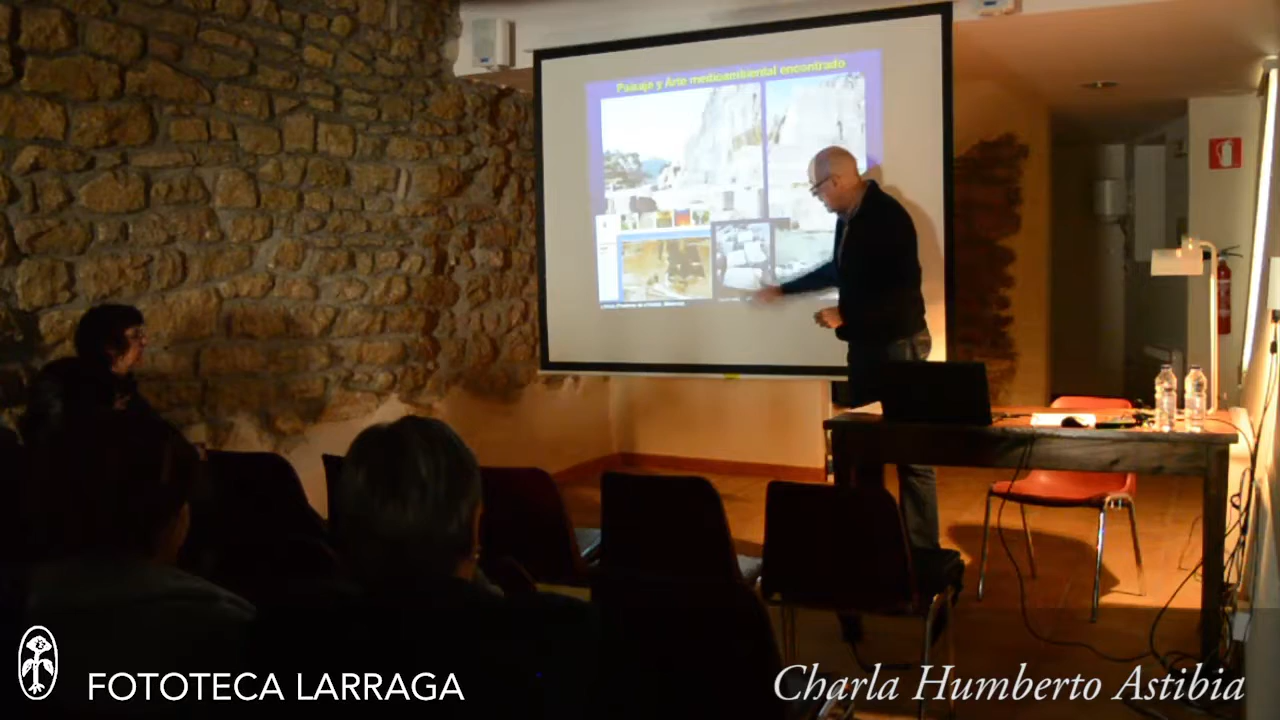 Paisaje y Arte medioambiental encontrado
FOTOTECA LARRAGA
Charla Humberto Astibia